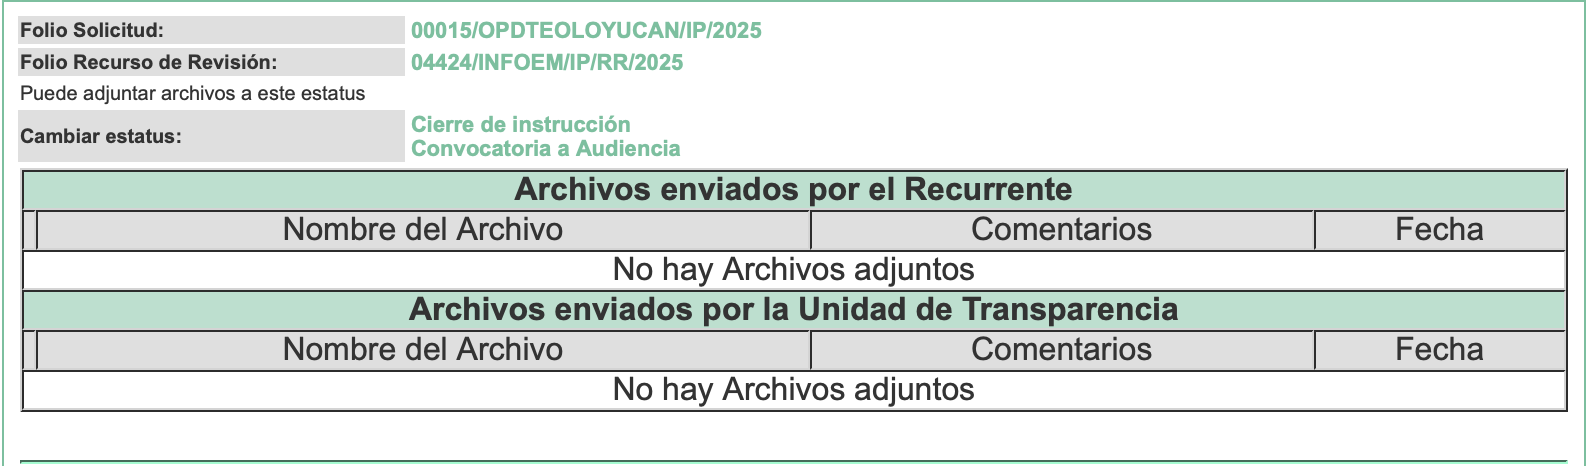 Folio Solicitud: 00015/OPDTEOLOYUCAN/IP/2025
Folio Recurso de Revisión: 04424/INFOEM/IP/RR/2025
Puede adjuntar archivos a este estatus
Cambiar estatus: Cierre de instrucción
Convocatoria a Audiencia
Archivos enviados por el Recurrente
Nombre del Archivo Comentarios Fecha
No hay Archivos adjuntos
Archivos enviados por la Unidad de Transparencia
Nombre del Archivo Comentarios Fecha
No hay Archivos adjuntos